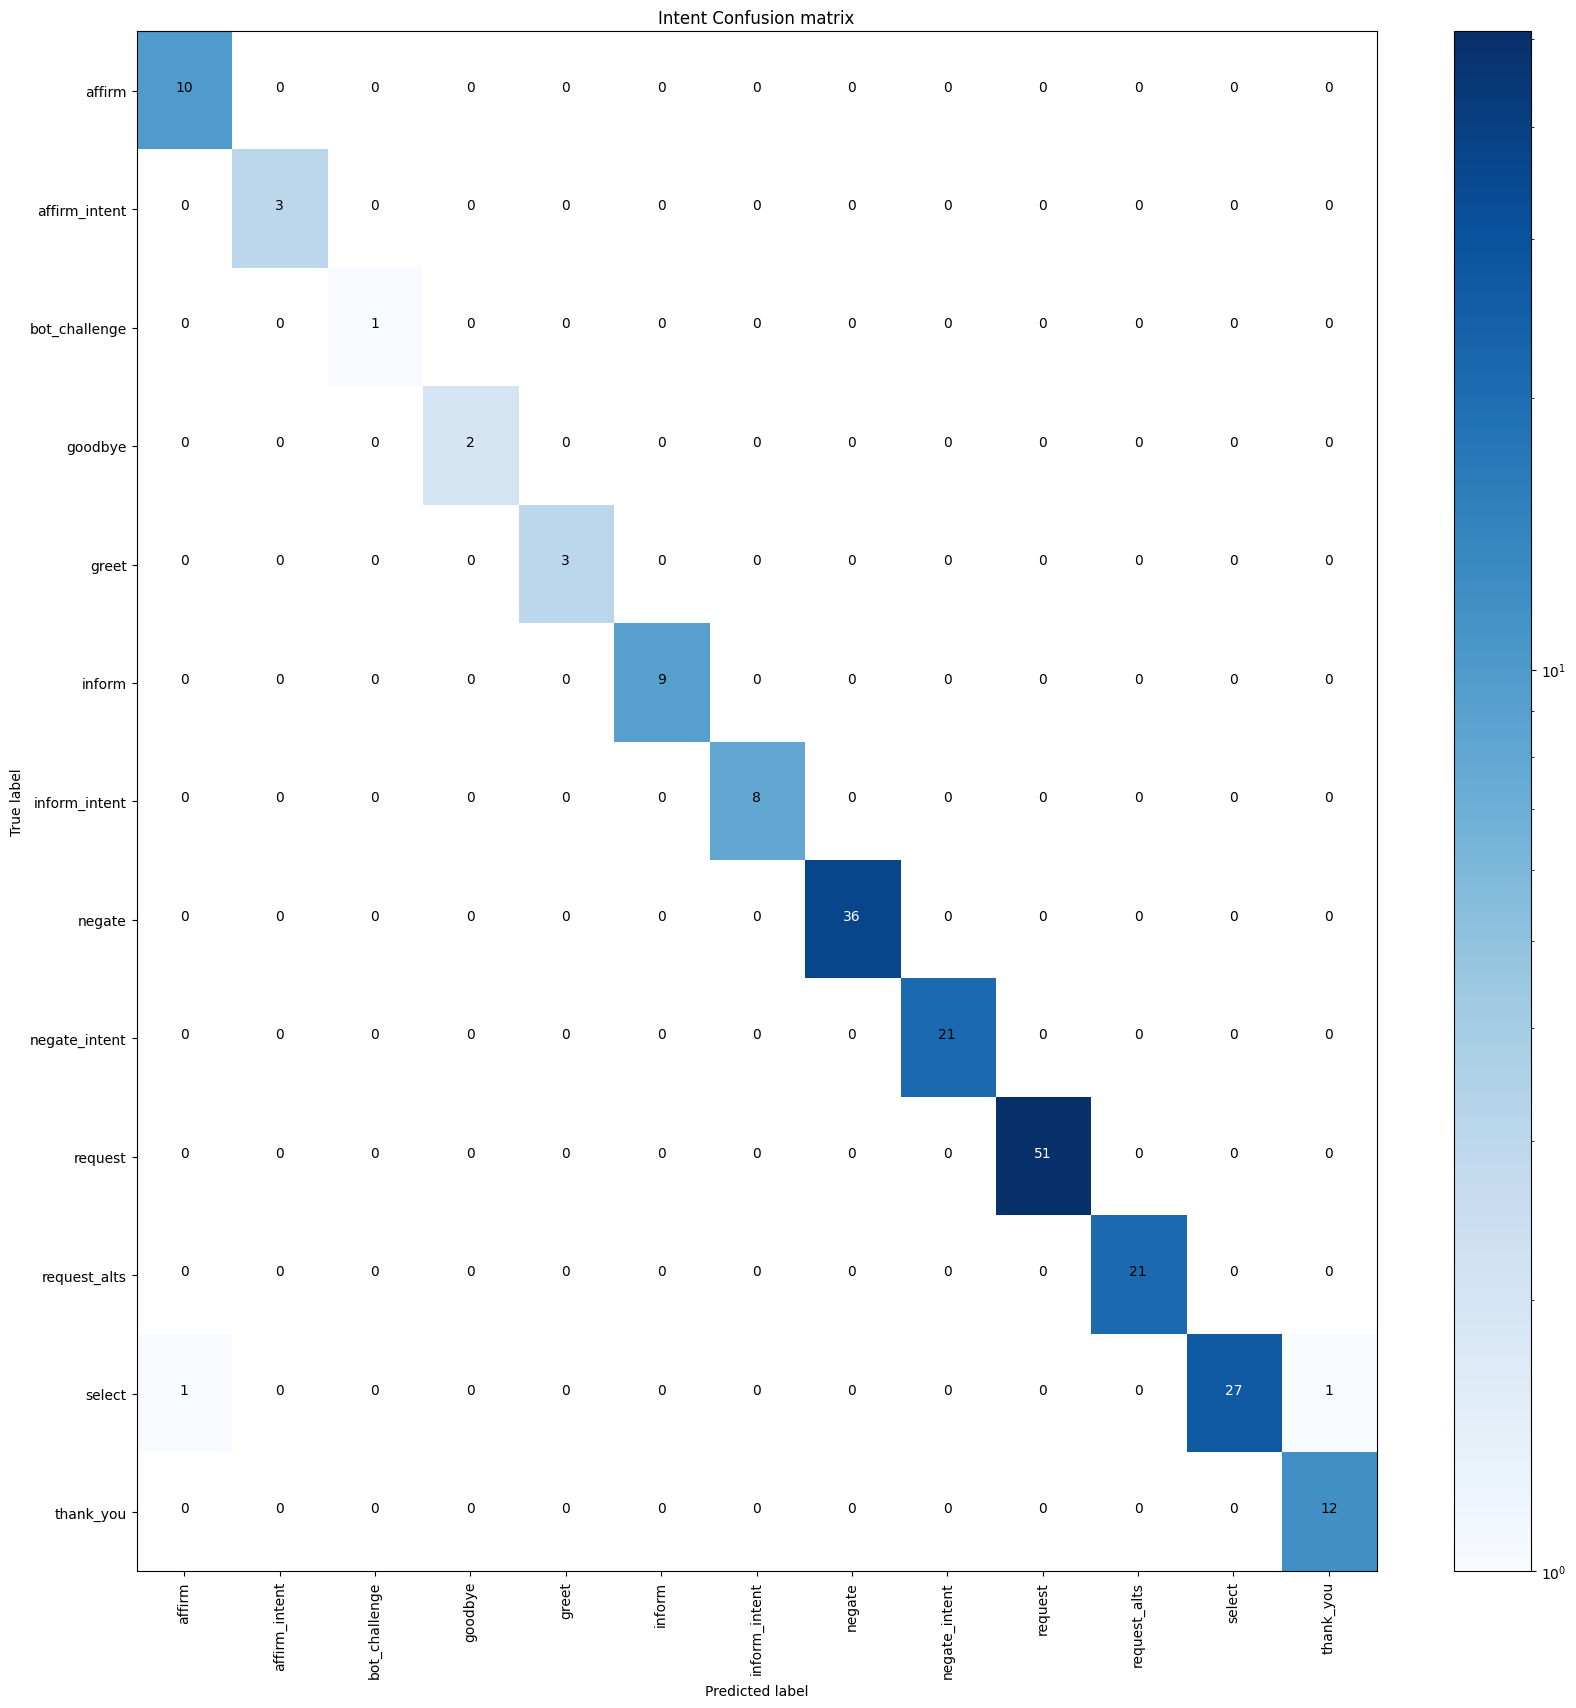 Intent Confusion matrix
True label
affirm 10 0 0 0 0 0 0 0 0 0 0 0 0
affirm_intent 0 3 0 0 0 0 0 0 0 0 0 0 0
bot_challenge 0 0 1 0 0 0 0 0 0 0 0 0 0
goodbye 0 0 0 2 0 0 0 0 0 0 0 0 0
greet 0 0 0 0 3 0 0 0 0 0 0 0 0
inform 0 0 0 0 0 9 0 0 0 0 0 0 0
inform_intent 0 0 0 0 0 0 8 0 0 0 0 0 0
negate 0 0 0 0 0 0 0 36 0 0 0 0 0
negate_intent 0 0 0 0 0 0 0 0 21 0 0 0 0
request 0 0 0 0 0 0 0 0 0 51 0 0 0
request_alts 0 0 0 0 0 0 0 0 0 0 21 0 0
select 1 0 0 0 0 0 0 0 0 0 0 27 1
thank_you 0 0 0 0 0 0 0 0 0 0 0 0 12
affirm
affirm_intent
bot_challenge
goodbye
greet
inform
inform_intent
negate
negate_intent
request
request_alts
select
thank_you
Predicted label
10¹
10⁰